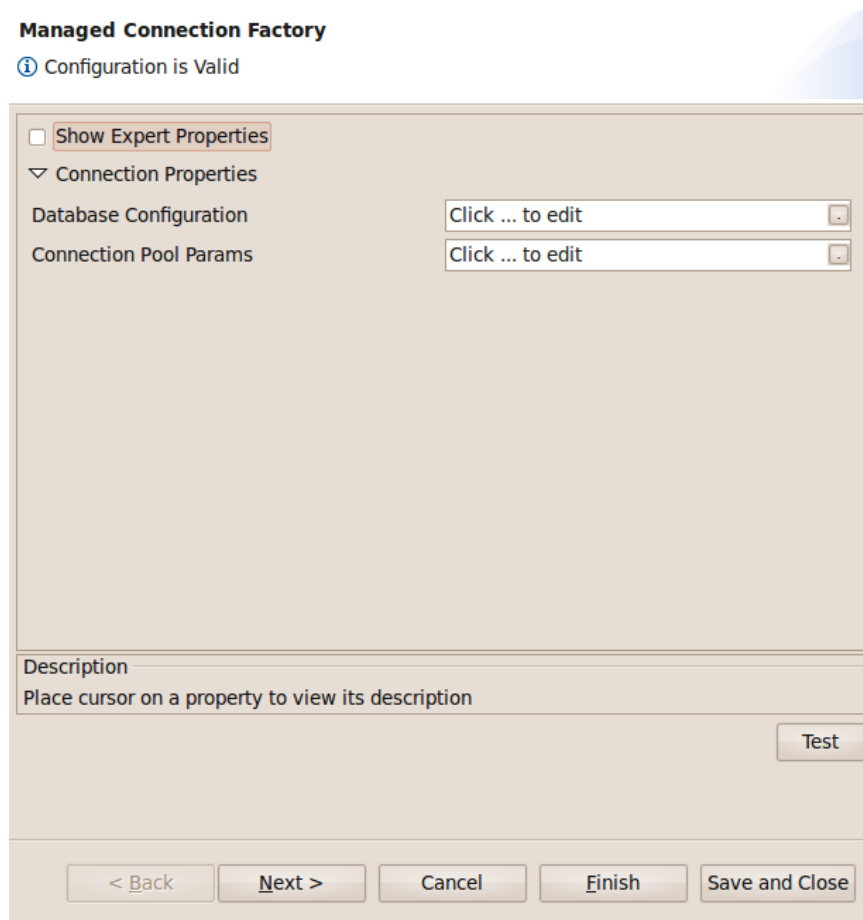 Managed Connection Factory
Configuration is Valid
Show Expert Properties
Connection Properties
Database Configuration Click ... to edit .
Connection Pool Params Click ... to edit .
Description
Place cursor on a property to view its description
Test
< Back Next > Cancel Finish Save and Close